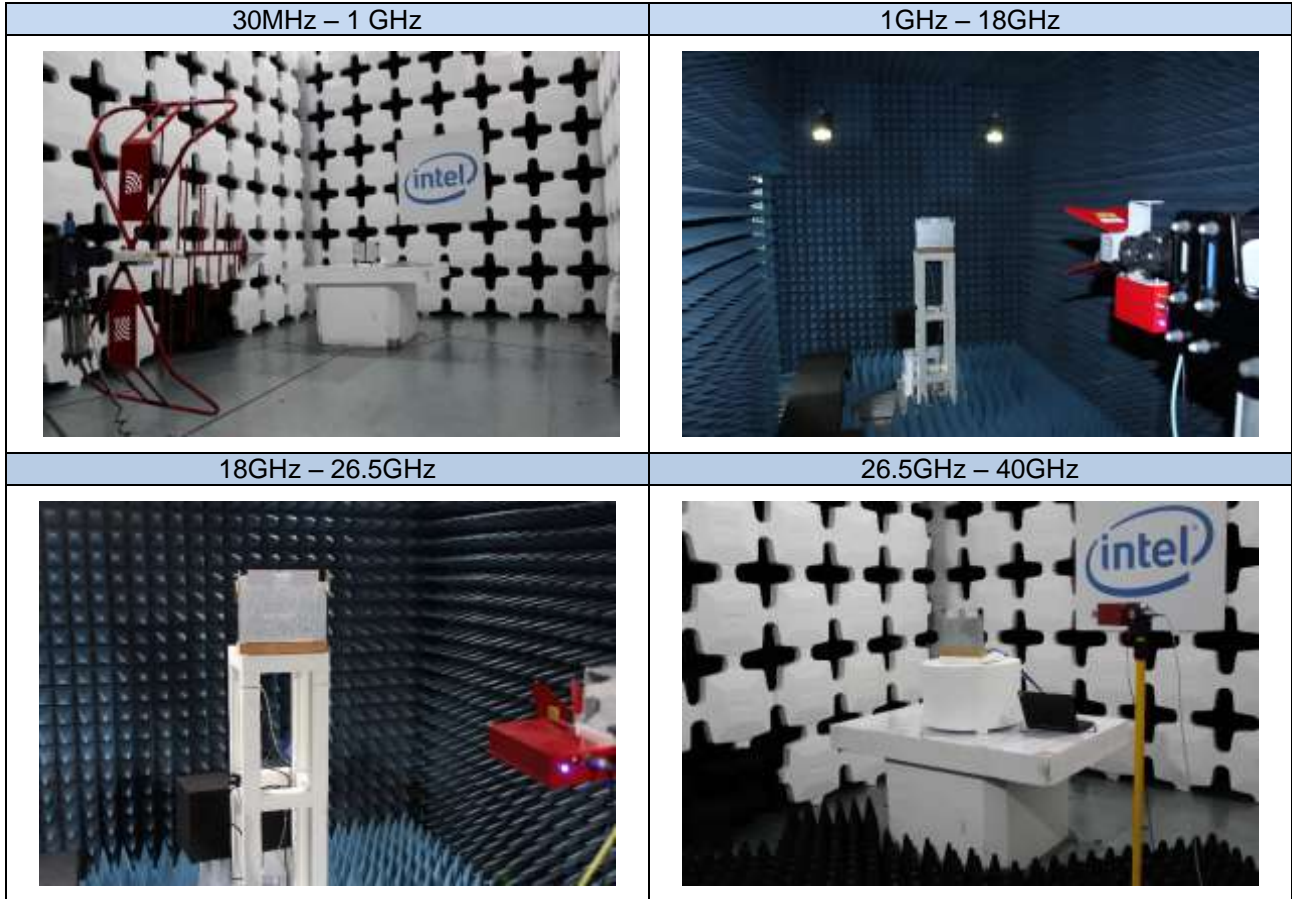 30MHz – 1 GHz
1GHz – 18GHz
intel
18GHz – 26.5GHz
26.5GHz – 40GHz
intel